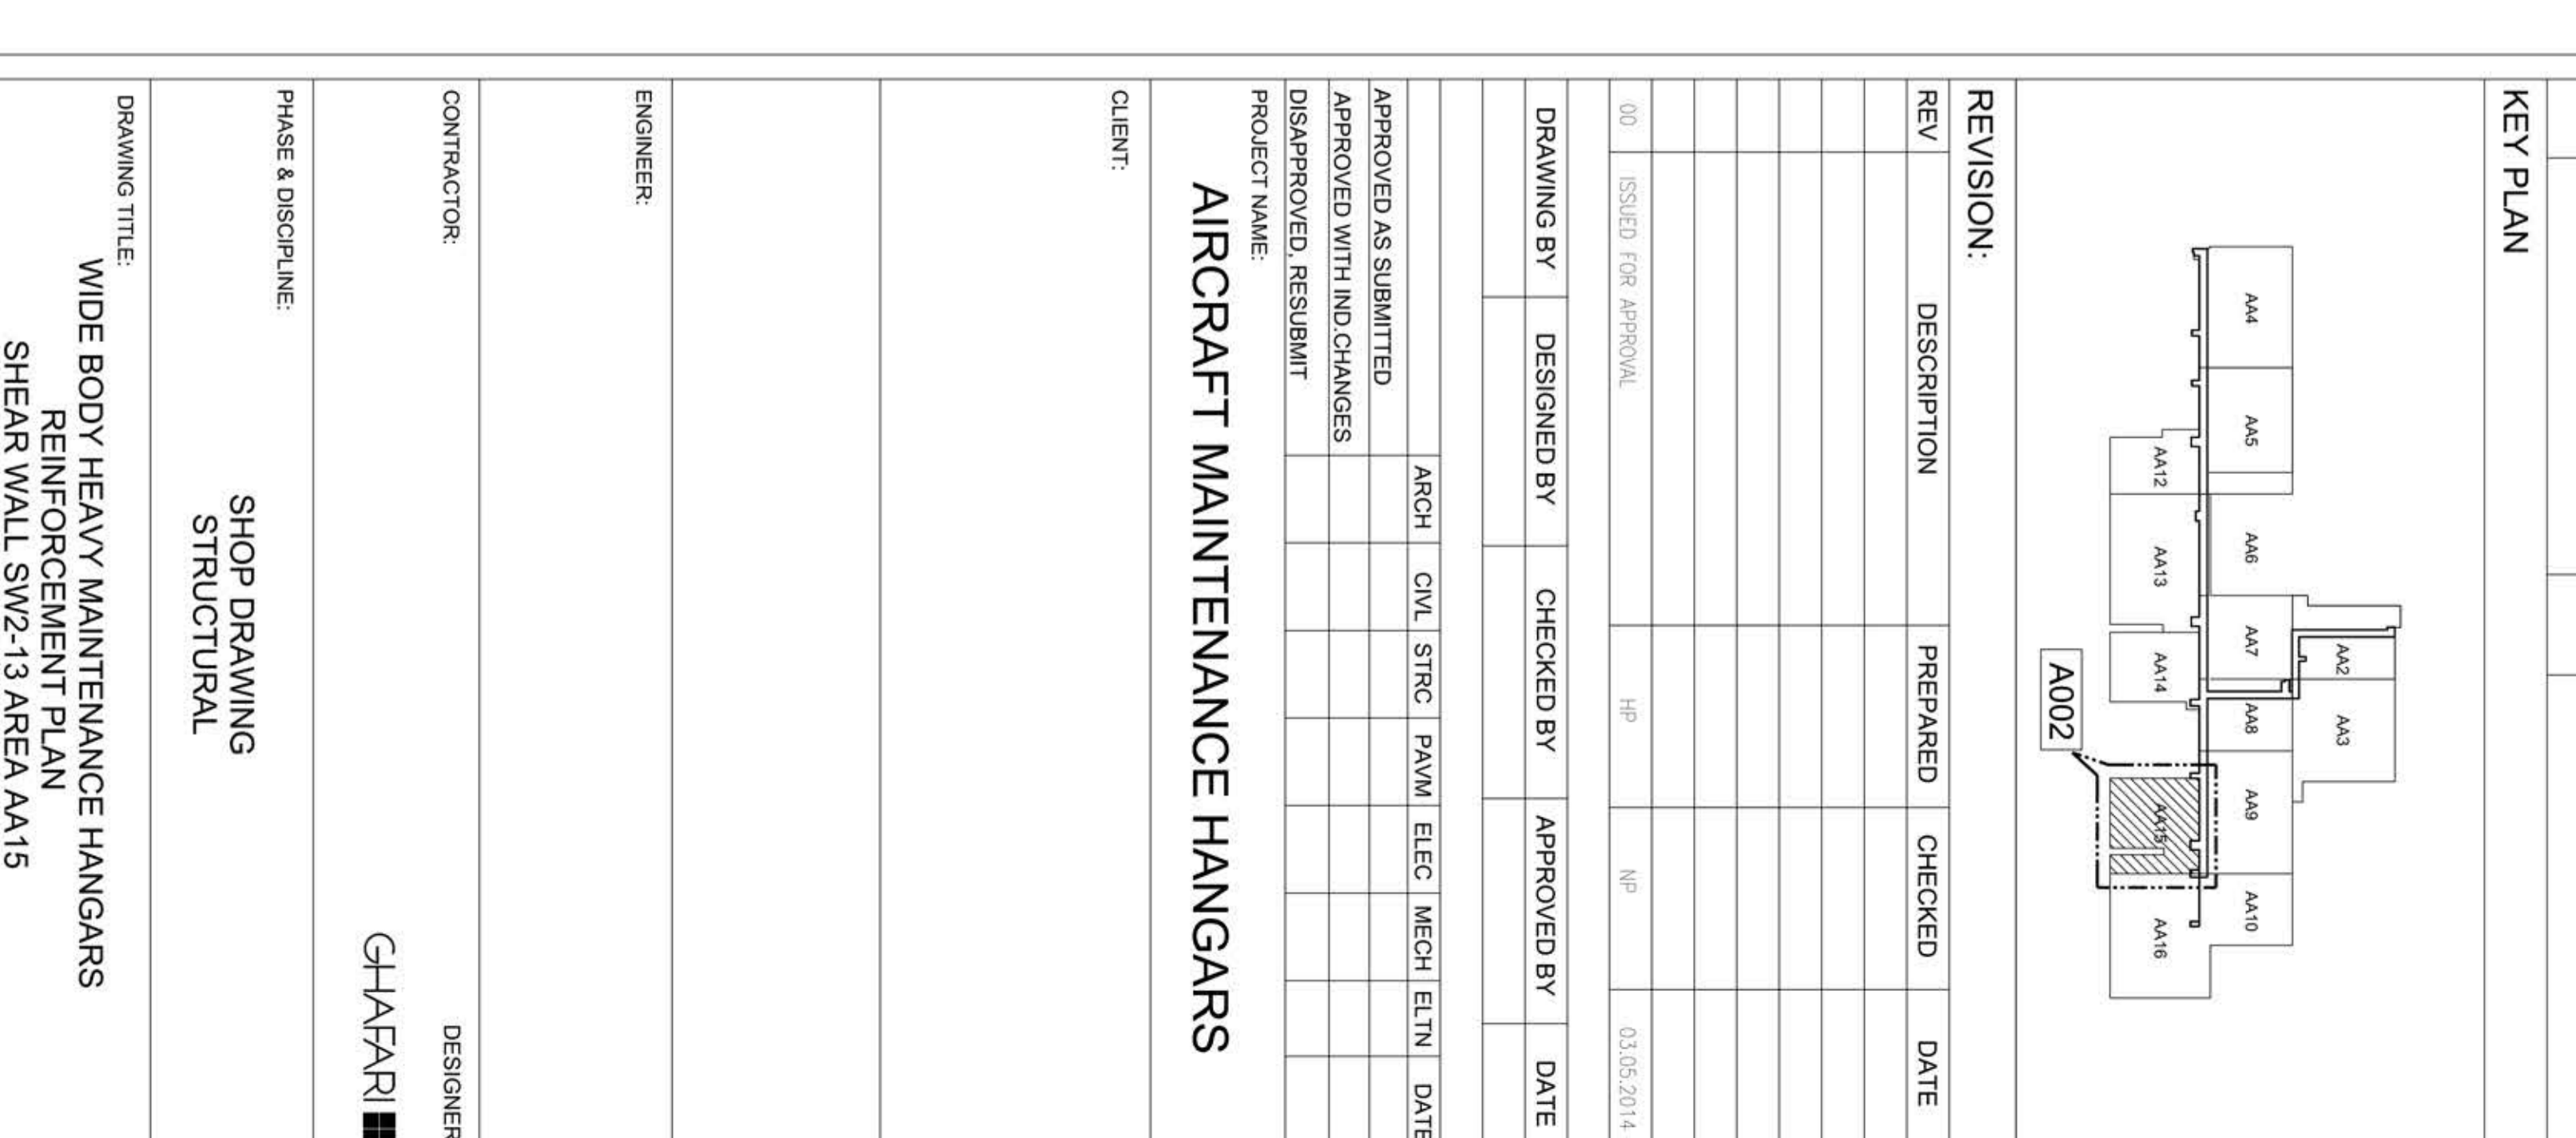 KEY PLAN
AA2
AA3
AA4
AA5
AA6
AA7
AA8
AA9
AA10
AA12
AA13
AA14
AA15
AA16
A002
REVISION:
REV DESCRIPTION PREPARED CHECKED DATE
00 ISSUED FOR APPROVAL HP NP 03.05.2014
DRAWING BY DESIGNED BY CHECKED BY APPROVED BY DATE
ARCH CIVL STRC PAVM ELEC MECH ELTN DATE
APPROVED AS SUBMITTED
APPROVED WITH IND.CHANGES
DISAPPROVED, RESUBMIT
PROJECT NAME:
AIRCRAFT MAINTENANCE HANGARS
CLIENT:
ENGINEER:
CONTRACTOR: DESIGNER
GHAFARI
PHASE & DISCIPLINE:
SHOP DRAWING
STRUCTURAL
DRAWING TITLE:
WIDE BODY HEAVY MAINTENANCE HANGARS
REINFORCEMENT PLAN
SHEAR WALL SW2-13 AREA AA15